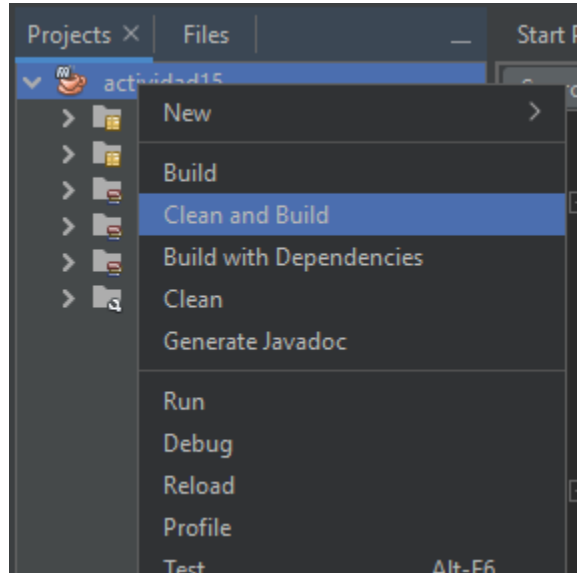 Projects × Files Start
actividad15
New
Build
Clean and Build
Build with Dependencies
Clean
Generate Javadoc
Run
Debug
Reload
Profile
Test Alt-F6